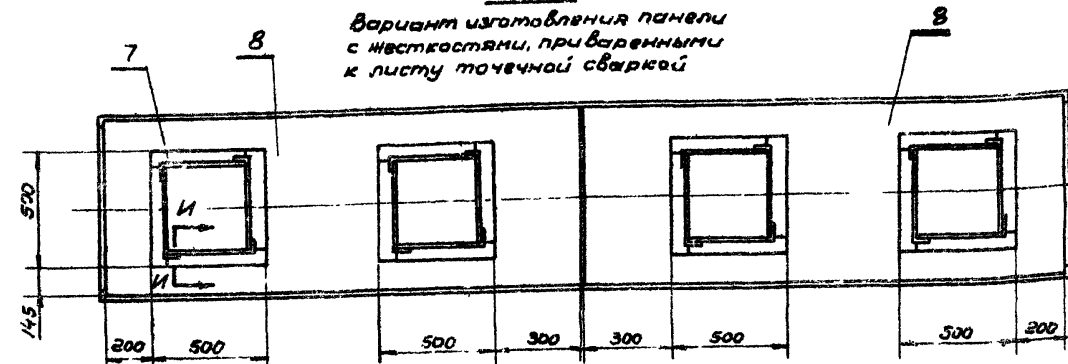 Вариант изготовления панели
с жесткостями, приваренными
к листу точечной сваркой
7
8
8
500
И
И
145
200
500
500
300
300
500
500
200